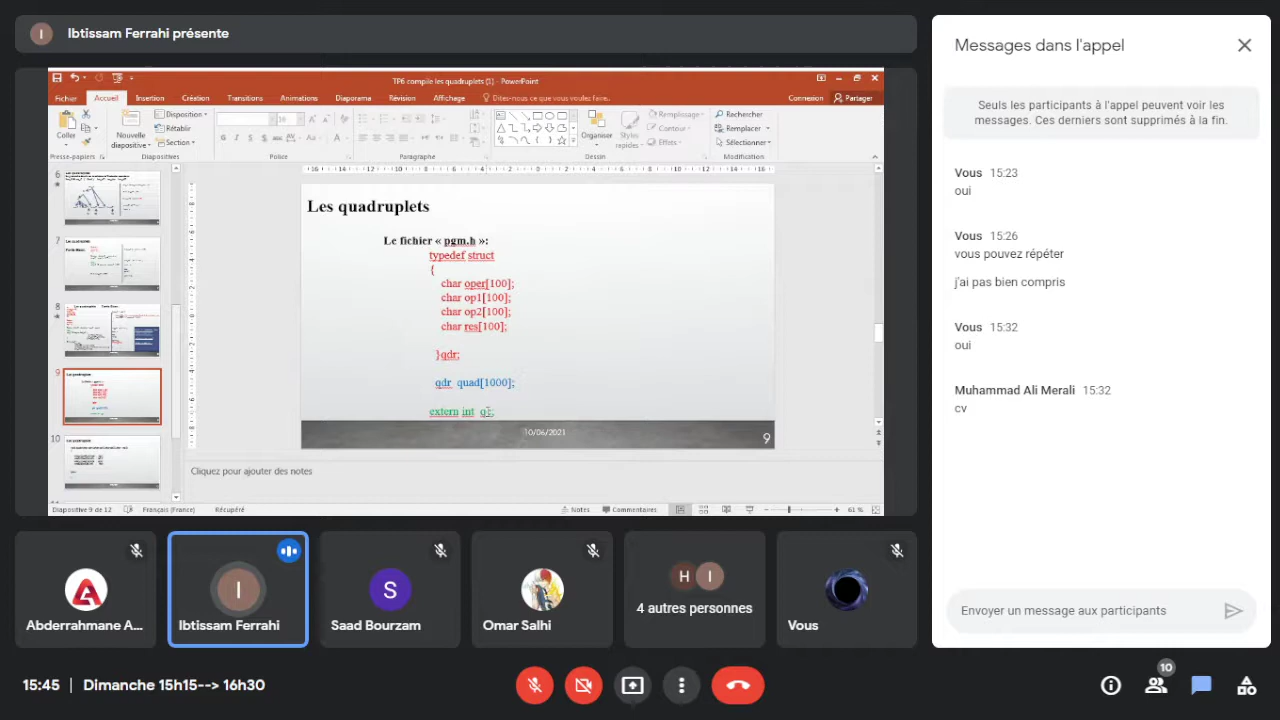 Ibtissam Ferrahi présente
TP6 compile les quadruplets (1) - PowerPoint
Fichier Accueil Insertion Création Transitions Animations Diaporama Révision Affichage Dites-nous ce que vous voulez faire. Connexion Partager
Coller
Nouvelle diapositive
Disposition
Rétablir
Section
Organiser
Styles rapides
Remplissage
Contour
Effets
Rechercher
Remplacer
Sélectionner
Presse-papiers Diapositives Police Paragraphe Dessin Modification
6
7
8
9
10
Les quadruplets
Le fichier « pgm.h »:
typedef struct
{
char oper[100];
char op1[100];
char op2[100];
char res[100];
}qdr;
qdr quad[1000];
extern int
10/06/2021
9
Cliquez pour ajouter des notes
Diapositive 9 de 12 Français (France) Récupéré Notes Commentaires 61 %
Abderrahmane A...
I
Ibtissam Ferrahi
S
Saad Bourzam
Omar Salhi
H I
4 autres personnes
Vous
15:45 | Dimanche 15h15--> 16h30
10
Messages dans l'appel
Seuls les participants à l'appel peuvent voir les
messages. Ces derniers sont supprimés à la fin.
Vous 15:23
oui
Vous 15:26
vous pouvez répéter
j'ai pas bien compris
Vous 15:32
oui
Muhammad Ali Merali 15:32
cv
Envoyer un message aux participants